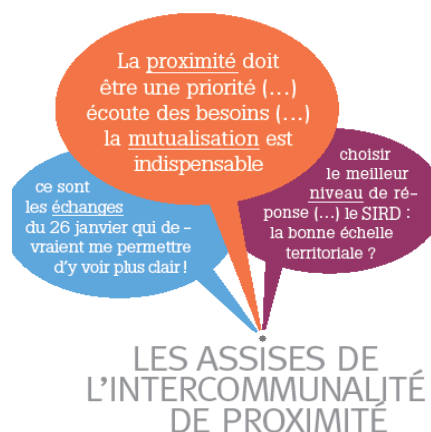 La proximité doit
être une priorité (...)
écoute des besoins (...)
la mutualisation est
indispensable
ce sont
les échanges
du 26 janvier qui de-
vraient me permettre
d'y voir plus clair !
choisir
le meilleur
niveau de ré-
ponse (...) le SIRD :
la bonne échelle
territoriale ?
LES ASSISES DE
L'INTERCOMMUNALITÉ
DE PROXIMITÉ